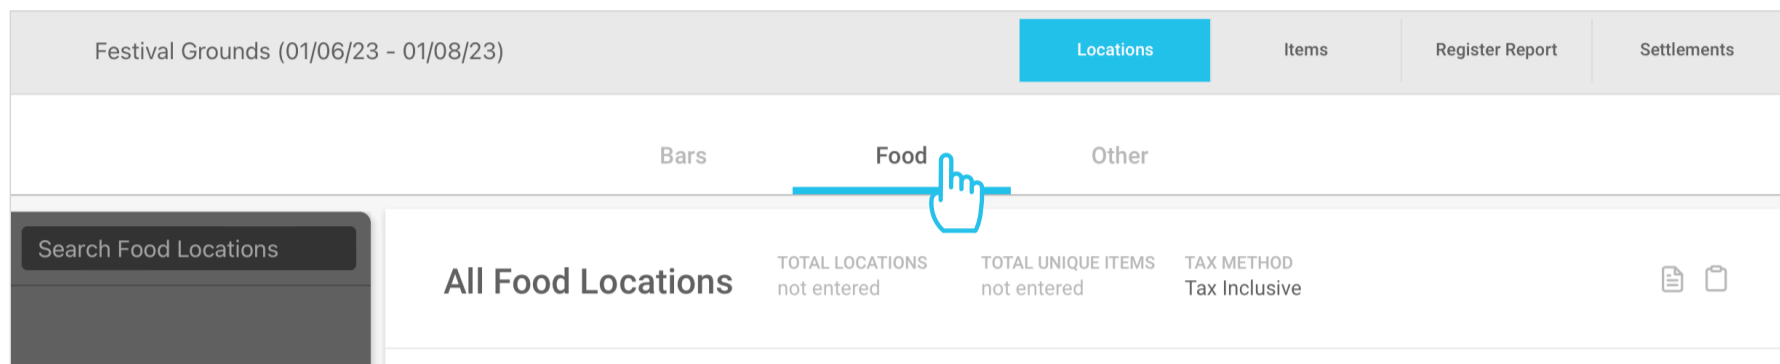 Festival Grounds (01/06/23 - 01/08/23)
Locations
Items
Register Report
Settlements
Bars
Food
Other
Search Food Locations
All Food Locations
TOTAL LOCATIONS
not entered
TOTAL UNIQUE ITEMS
not entered
TAX METHOD
Tax Inclusive